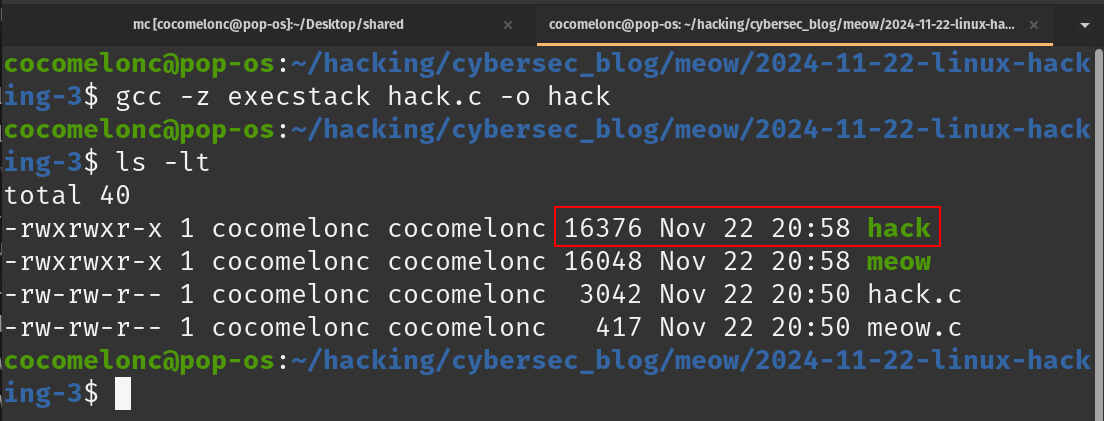 mc [cocomelonc@pop-os]:~/Desktop/shared
cocomelonc@pop-os: ~/hacking/cybersec_blog/meow/2024-11-22-linux-ha...
cocomelonc@pop-os:~/hacking/cybersec_blog/meow/2024-11-22-linux-hack
ing-3$ gcc -z execstack hack.c -o hack
cocomelonc@pop-os:~/hacking/cybersec_blog/meow/2024-11-22-linux-hack
ing-3$ ls -lt
total 40
-rwxrwxr-x 1 cocomelonc cocomelonc 16376 Nov 22 20:58 hack
-rwxrwxr-x 1 cocomelonc cocomelonc 16048 Nov 22 20:58 meow
-rw-rw-r-- 1 cocomelonc cocomelonc  3042 Nov 22 20:50 hack.c
-rw-rw-r-- 1 cocomelonc cocomelonc   417 Nov 22 20:50 meow.c
cocomelonc@pop-os:~/hacking/cybersec_blog/meow/2024-11-22-linux-hack
ing-3$